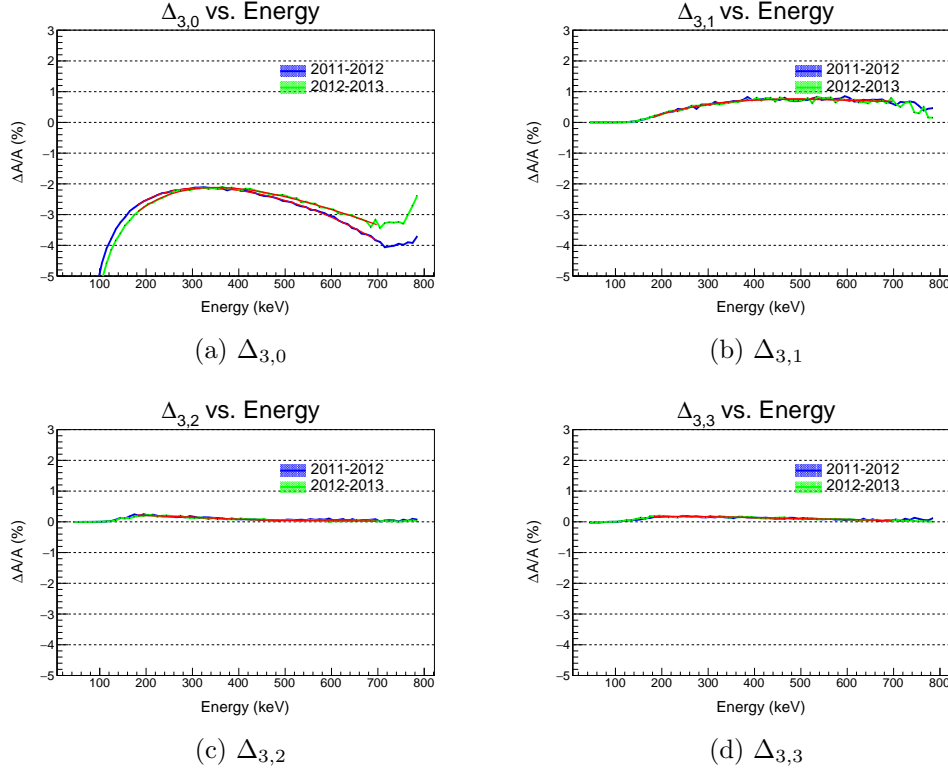 Δ3,0 vs. Energy
ΔA/A (%)
3
2
1
0
−1
−2
−3
−4
−5
2011-2012
2012-2013
100 200 300 400 500 600 700 800
Energy (keV)
(a) Δ3,0
Δ3,1 vs. Energy
ΔA/A (%)
3
2
1
0
−1
−2
−3
−4
−5
2011-2012
2012-2013
100 200 300 400 500 600 700 800
Energy (keV)
(b) Δ3,1
Δ3,2 vs. Energy
ΔA/A (%)
3
2
1
0
−1
−2
−3
−4
−5
2011-2012
2012-2013
100 200 300 400 500 600 700 800
Energy (keV)
(c) Δ3,2
Δ3,3 vs. Energy
ΔA/A (%)
3
2
1
0
−1
−2
−3
−4
−5
2011-2012
2012-2013
100 200 300 400 500 600 700 800
Energy (keV)
(d) Δ3,3